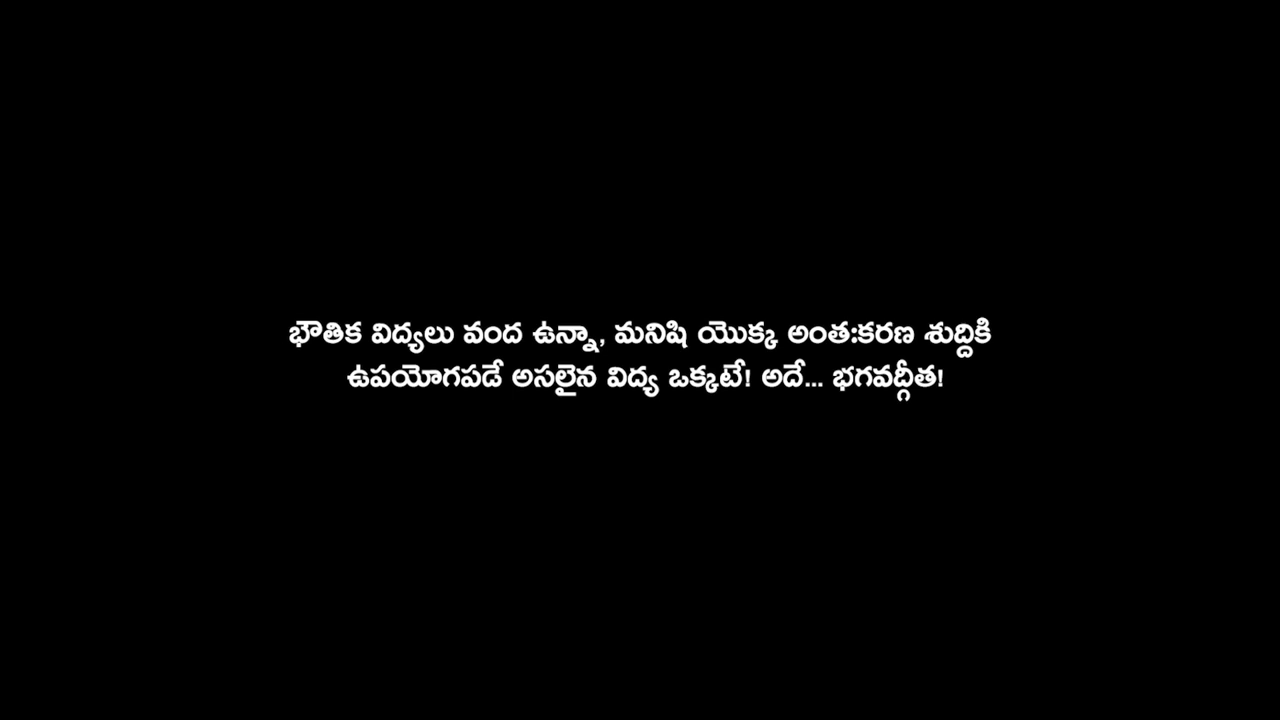 భౌతిక విద్యలు వంద ఉన్నా, మనిషి యొక్క అంత:కరణ శుద్దికి
ఉపయోగపడే అసలైన విద్య ఒక్కటే! అదే... భగవద్గీత!